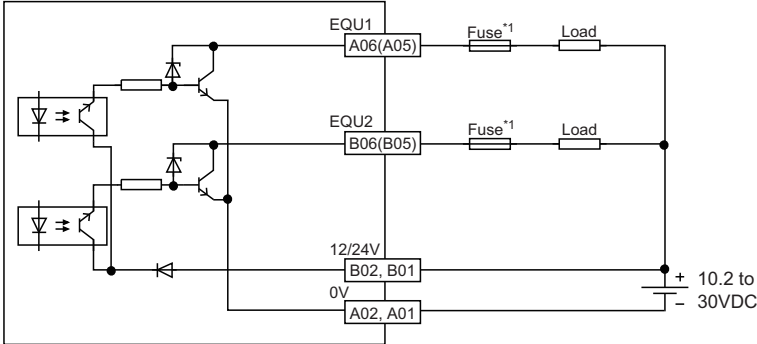 EQU1
A06(A05)
Fuse*1
Load
EQU2
B06(B05)
Fuse*1
Load
12/24V
B02, B01
0V
A02, A01
+ 10.2 to
− 30VDC